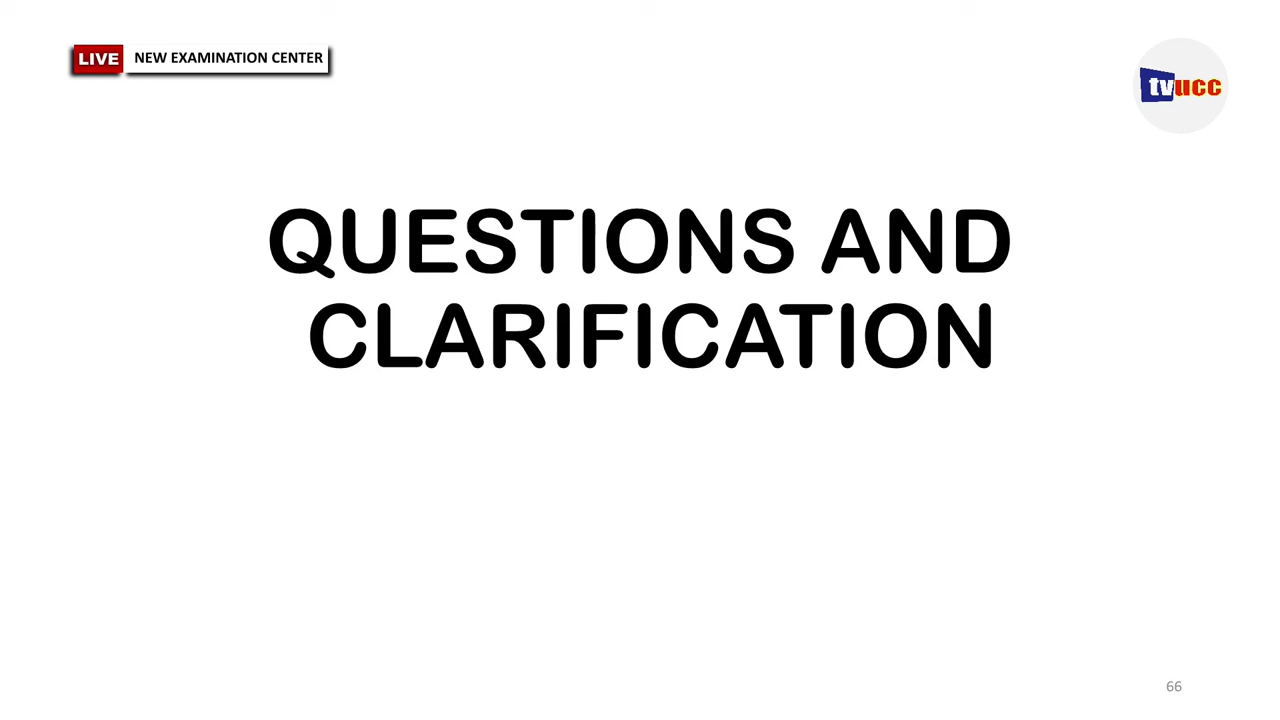 LIVE NEW EXAMINATION CENTER
tvucc
QUESTIONS AND
CLARIFICATION
66